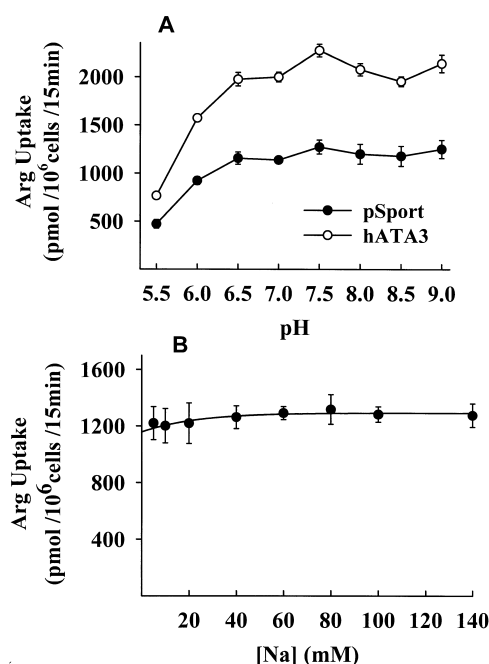 A
Arg Uptake
(pmol /10⁶cells /15min)
2000
1500
1000
500
pSport
hATA3
5.5 6.0 6.5 7.0 7.5 8.0 8.5 9.0
pH
B
Arg Uptake
(pmol /10⁶cells /15min)
1600
1200
800
400
20 40 60 80 100 120 140
[Na] (mM)